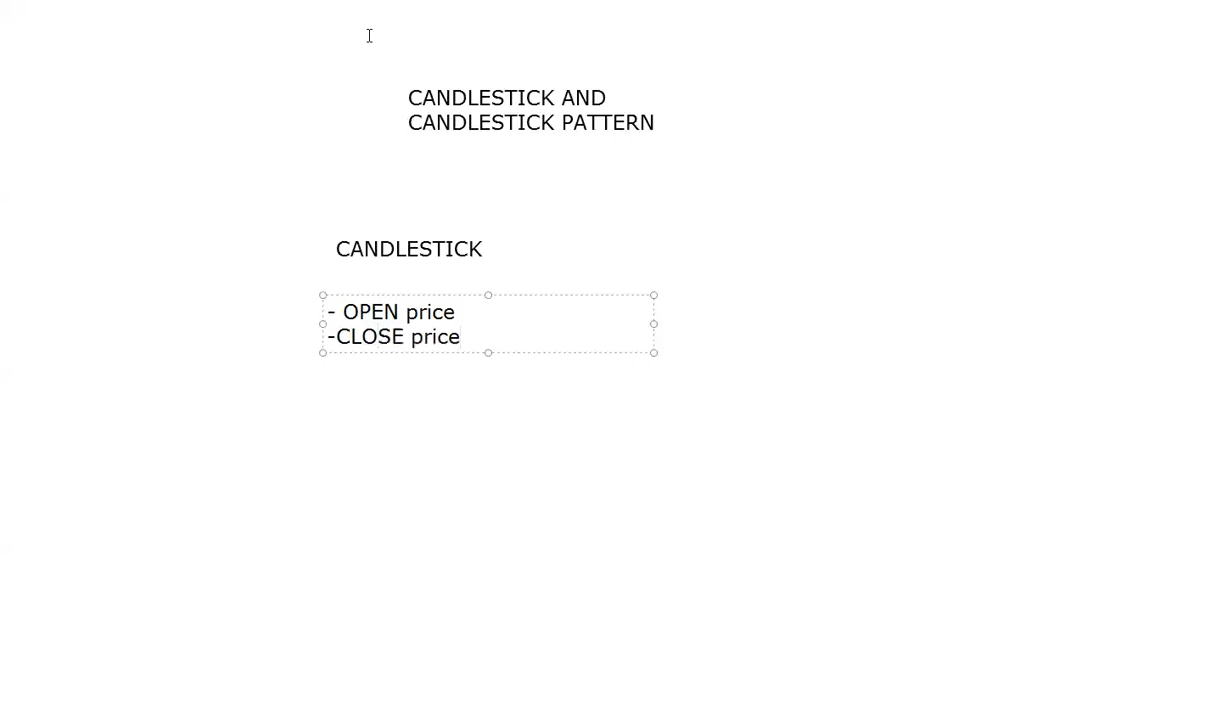 CANDLESTICK AND
CANDLESTICK PATTERN
CANDLESTICK
- OPEN price
-CLOSE price